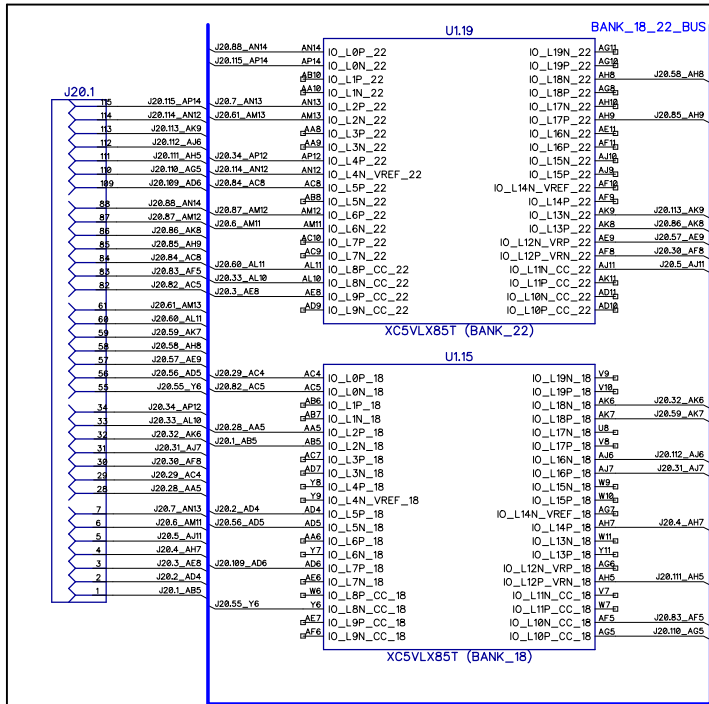 U1.19 BANK_18_22_BUS
J20.88_AN14 AN14 IO_L0P_22 IO_L19N_22 AG11
J20.115_AP14 AP14 IO_L0N_22 IO_L19P_22 AG10
AB10 IO_L1P_22 IO_L18N_22 AH8 J20.58_AH8
AA10 IO_L1N_22 IO_L18P_22 AG8
J20.7_AN13 AN13 IO_L2P_22 IO_L17N_22 AH10
J20.61_AM13 AM13 IO_L2N_22 IO_L17P_22 AH9 J20.85_AH9
AA8 IO_L3P_22 IO_L16N_22 AE11
AA9 IO_L3N_22 IO_L16P_22 AF11
J20.34_AP12 AP12 IO_L4P_22 IO_L15N_22 AJ10
J20.114_AN12 AN12 IO_L4N_VREF_22 IO_L15P_22 AJ9
J20.84_AC8 AC8 IO_L5P_22 IO_L14N_VREF_22 AF10
AB8 IO_L5N_22 IO_L14P_22 AF9
J20.87_AM12 AM12 IO_L6P_22 IO_L13N_22 AK9 J20.113_AK9
J20.6_AM11 AM11 IO_L6N_22 IO_L13P_22 AK8 J20.86_AK8
AC10 IO_L7P_22 IO_L12N_VRP_22 AE9 J20.57_AE9
AC9 IO_L7N_22 IO_L12P_VRN_22 AF8 J20.30_AF8
J20.60_AL11 AL11 IO_L8P_CC_22 IO_L11N_CC_22 AJ11 J20.5_AJ11
J20.33_AL10 AL10 IO_L8N_CC_22 IO_L11P_CC_22 AK11
J20.3_AE8 AE8 IO_L9P_CC_22 IO_L10N_CC_22 AD11
AD9 IO_L9N_CC_22 IO_L10P_CC_22 AD10
XC5VLX85T (BANK_22)
J20.1
115 J20.115_AP14
114 J20.114_AN12
113 J20.113_AK9
112 J20.112_AJ6
111 J20.111_AH5
110 J20.110_AG5
109 J20.109_AD6
88 J20.88_AN14
87 J20.87_AM12
86 J20.86_AK8
85 J20.85_AH9
84 J20.84_AC8
83 J20.83_AF5
82 J20.82_AC5
61 J20.61_AM13
60 J20.60_AL11
59 J20.59_AK7
58 J20.58_AH8
57 J20.57_AE9
56 J20.56_AD5
55 J20.55_Y6
34 J20.34_AP12
33 J20.33_AL10
32 J20.32_AK6
31 J20.31_AJ7
30 J20.30_AF8
29 J20.29_AC4
28 J20.28_AA5
7 J20.7_AN13
6 J20.6_AM11
5 J20.5_AJ11
4 J20.4_AH7
3 J20.3_AE8
2 J20.2_AD4
1 J20.1_AB5
U1.15
J20.29_AC4 AC4 IO_L0P_18 IO_L19N_18 V9
J20.82_AC5 AC5 IO_L0N_18 IO_L19P_18 V10
AB6 IO_L1P_18 IO_L18N_18 AK6 J20.32_AK6
AB7 IO_L1N_18 IO_L18P_18 AK7 J20.59_AK7
J20.28_AA5 AA5 IO_L2P_18 IO_L17N_18 U8
J20.1_AB5 AB5 IO_L2N_18 IO_L17P_18 V8
AC7 IO_L3P_18 IO_L16N_18 AJ6 J20.112_AJ6
AD7 IO_L3N_18 IO_L16P_18 AJ7 J20.31_AJ7
Y8 IO_L4P_18 IO_L15N_18 W9
Y9 IO_L4N_VREF_18 IO_L15P_18 W10
J20.2_AD4 AD4 IO_L5P_18 IO_L14N_VREF_18 AG7
J20.56_AD5 AD5 IO_L5N_18 IO_L14P_18 AH7 J20.4_AH7
AA6 IO_L6P_18 IO_L13N_18 W11
Y7 IO_L6N_18 IO_L13P_18 Y11
J20.109_AD6 AD6 IO_L7P_18 IO_L12N_VRP_18 AG6
AE6 IO_L7N_18 IO_L12P_VRN_18 AH5 J20.111_AH5
W6 IO_L8P_CC_18 IO_L11N_CC_18 V7
J20.55_Y6 Y6 IO_L8N_CC_18 IO_L11P_CC_18 W7
AE7 IO_L9P_CC_18 IO_L10N_CC_18 AF5 J20.83_AF5
AF6 IO_L9N_CC_18 IO_L10P_CC_18 AG5 J20.110_AG5
XC5VLX85T (BANK_18)